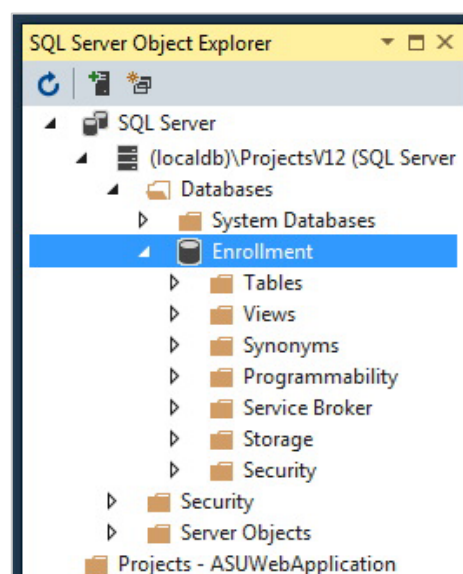 SQL Server Object Explorer
SQL Server
(localdb)\ProjectsV12 (SQL Server
Databases
System Databases
Enrollment
Tables
Views
Synonyms
Programmability
Service Broker
Storage
Security
Security
Server Objects
Projects - ASUWebApplication